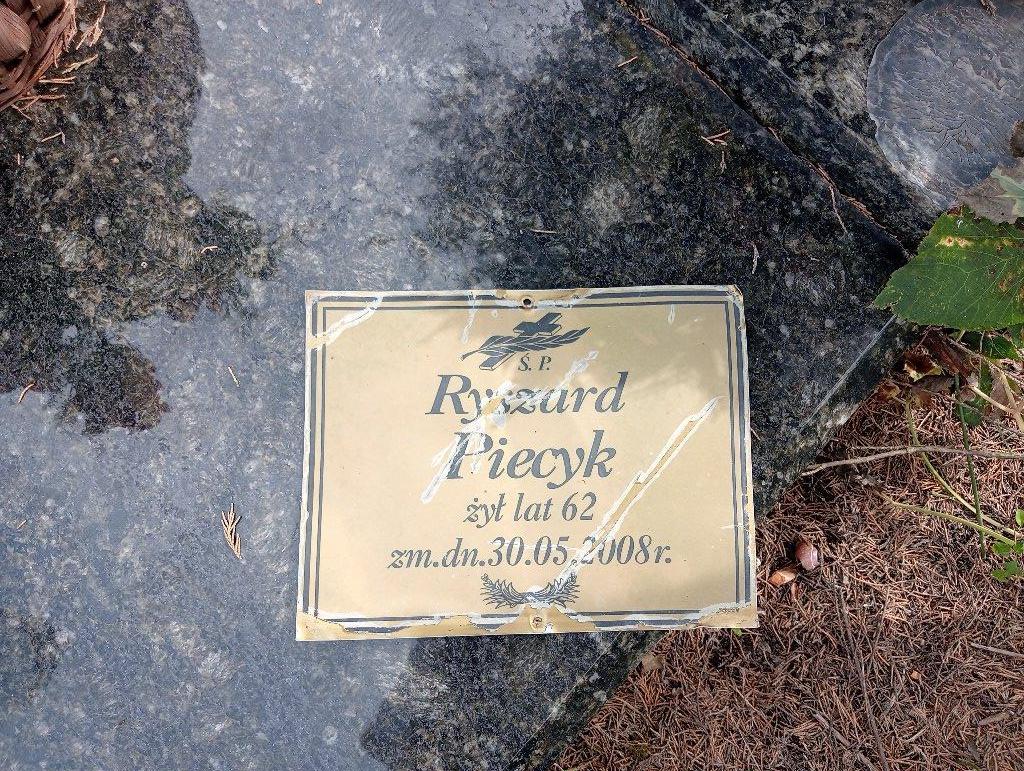 Ś. P.
Ryszard
Piecyk
żył lat 62
zm.dn.30.05.2008r.